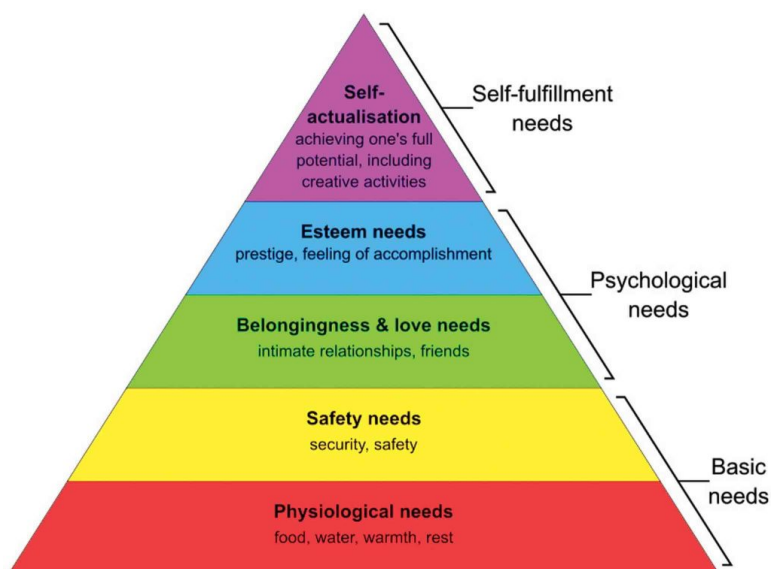 Self-
actualisation
achieving one's full
potential, including
creative activities
Self-fulfillment
needs
Esteem needs
prestige, feeling of accomplishment
Psychological
needs
Belongingness & love needs
intimate relationships, friends
Safety needs
security, safety
Basic
needs
Physiological needs
food, water, warmth, rest